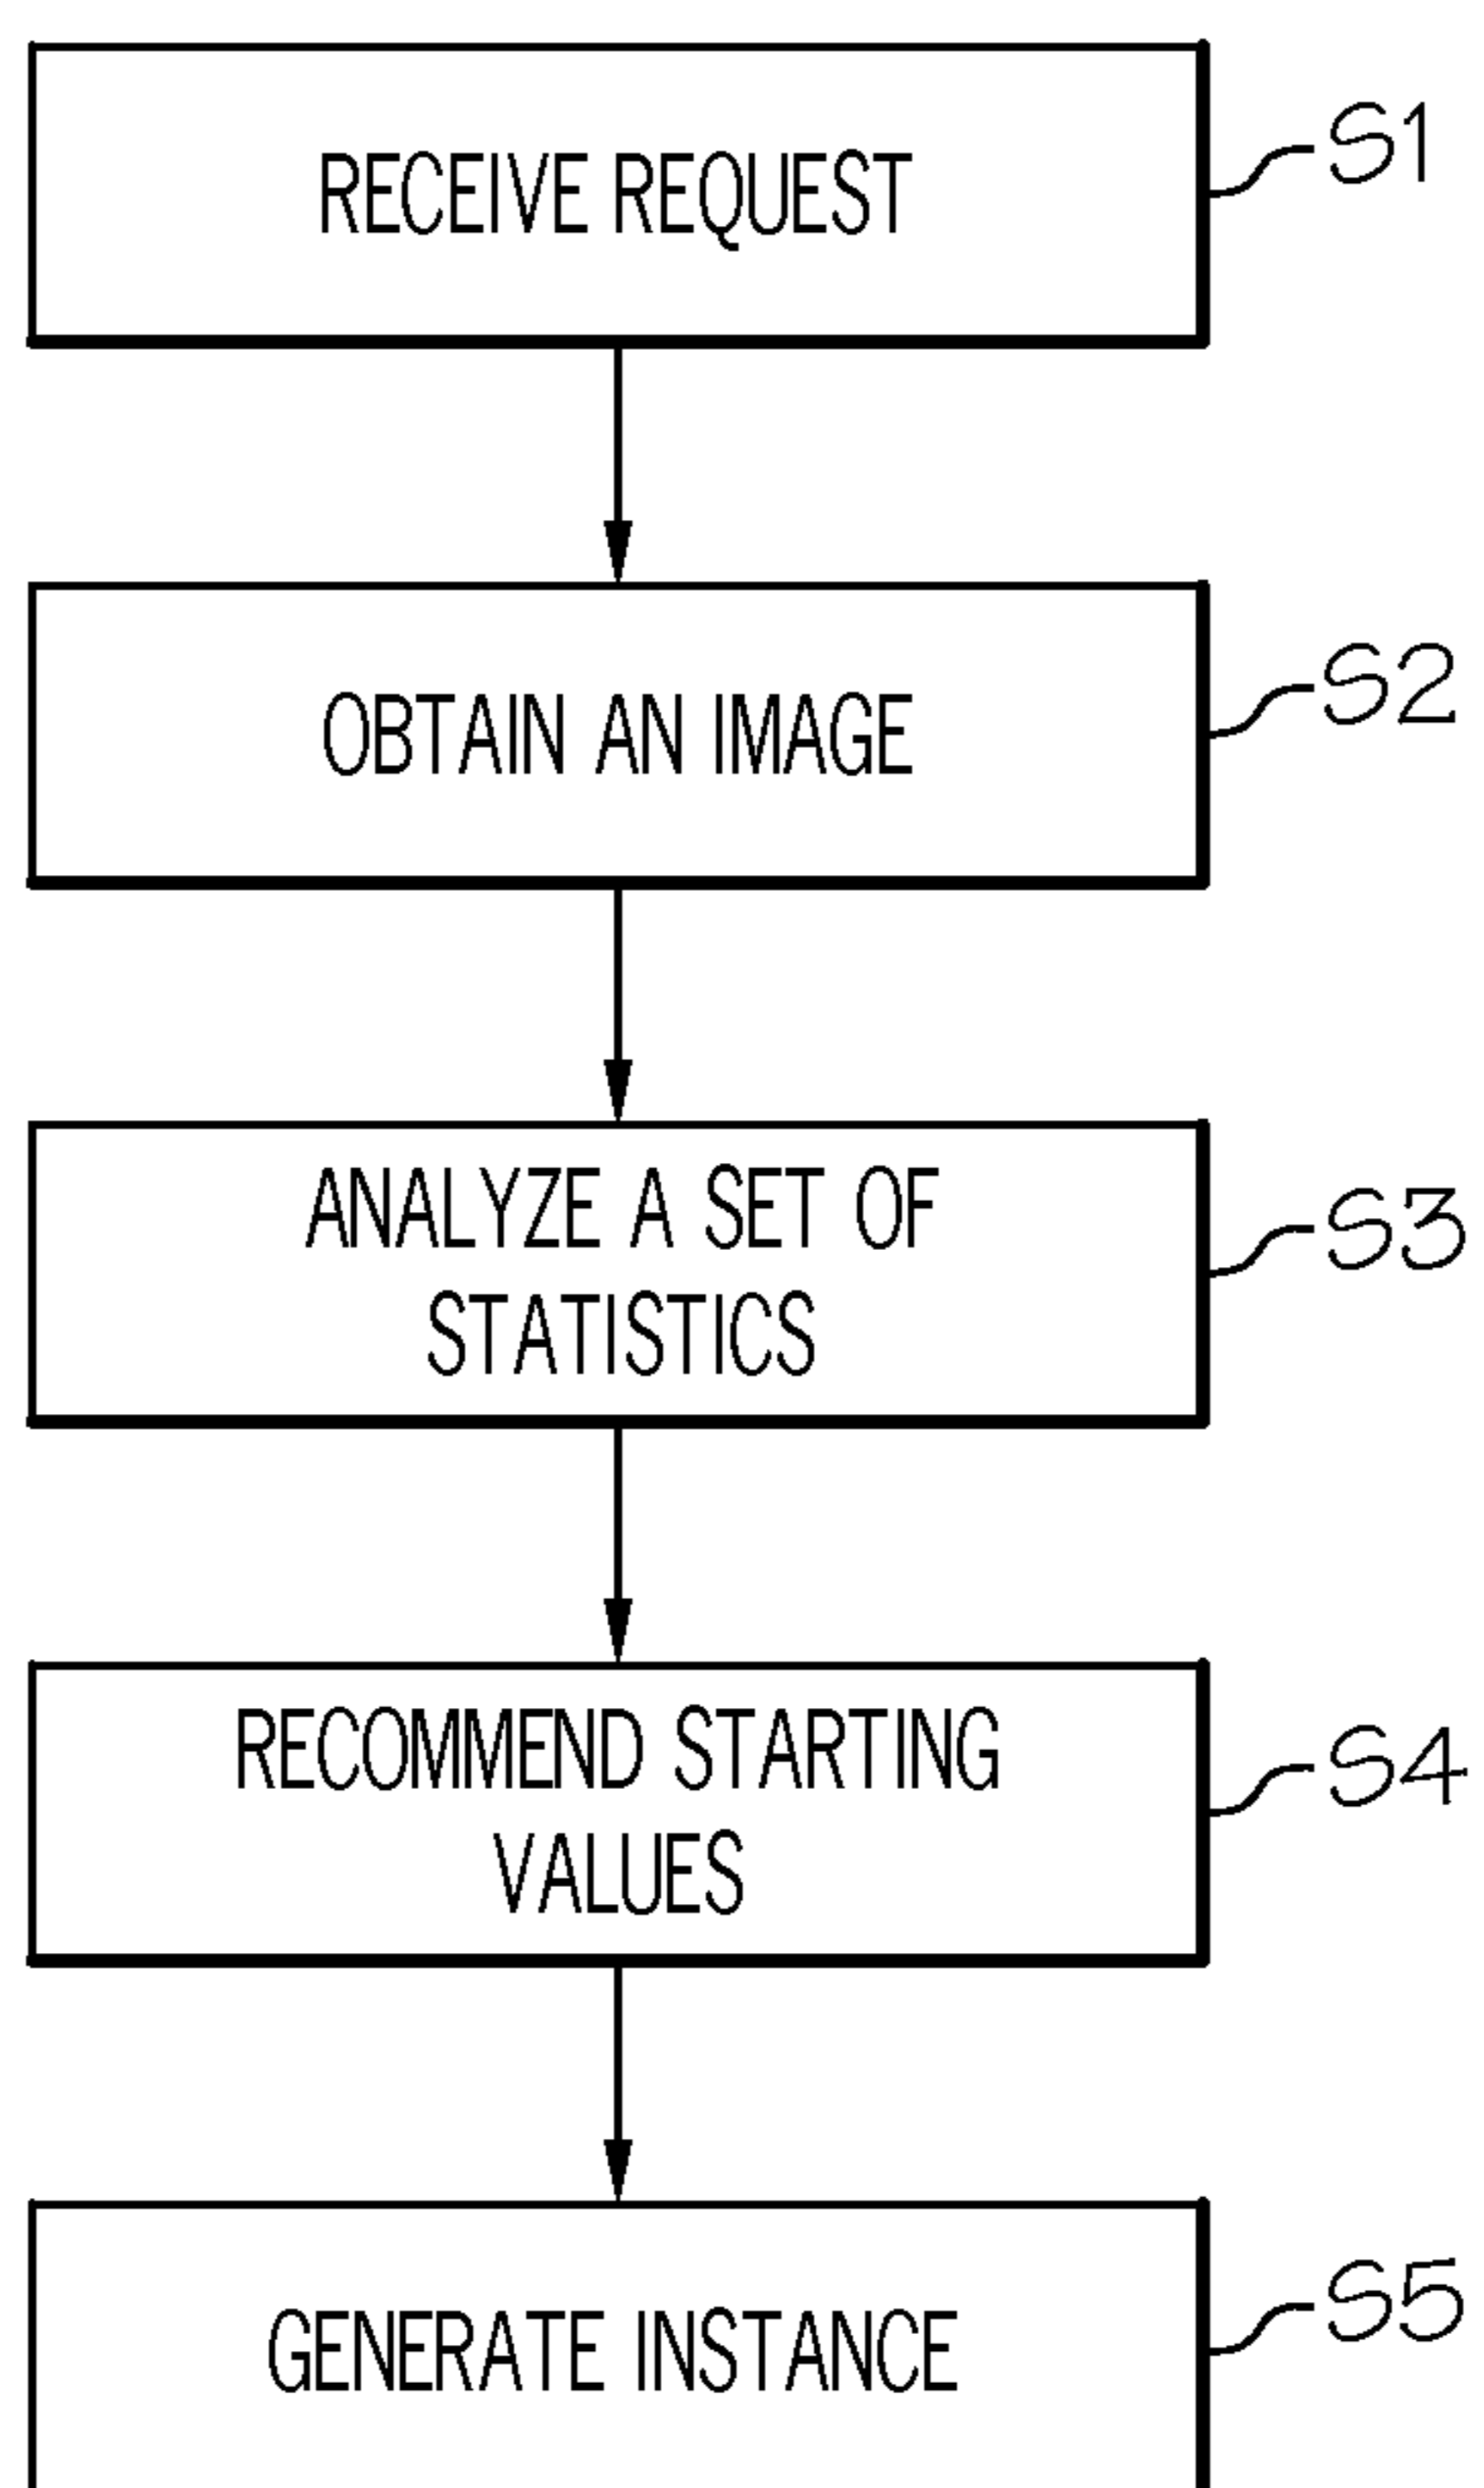 RECEIVE REQUEST
S1
OBTAIN AN IMAGE
S2
ANALYZE A SET OF
STATISTICS
S3
RECOMMEND STARTING
VALUES
S4
GENERATE INSTANCE
S5